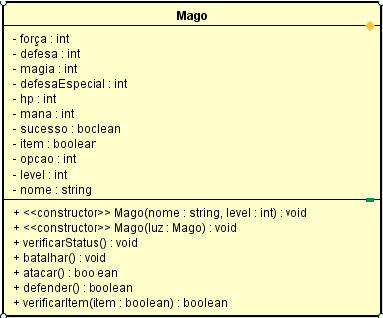 Mago
- força : int
- defesa : int
- magia : int
- defesaEspecial : int
- hp : int
- mana : int
- sucesso : boclean
- item : boolean
- opcao : int
- level : int
- nome : string
+ <<constructor>> Mago(nome : string, level : int) : void
+ <<constructor>> Mago(luz : Mago) : void
+ verificarStatus() : void
+ batalhar() : void
+ atacar() : boo ean
+ defender() : boolean
+ verificarItem(item : boolean) : boolean